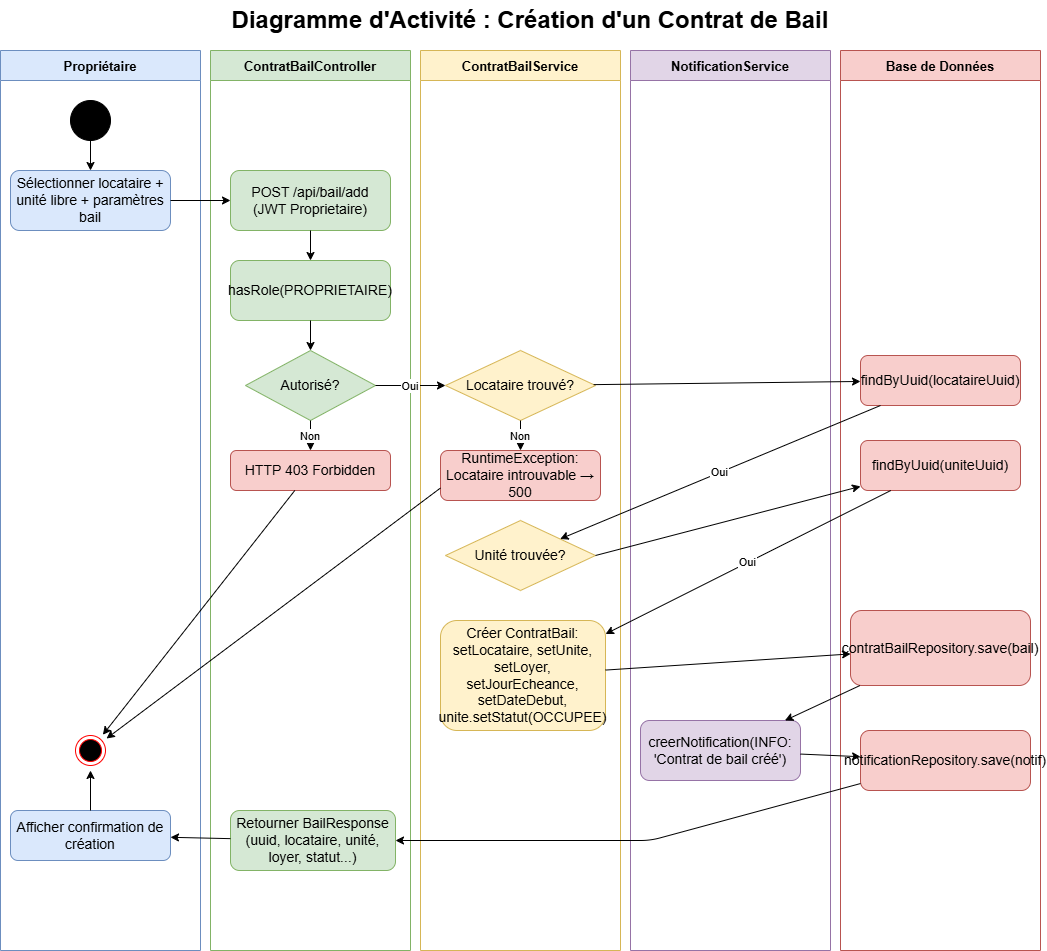 Diagramme d'Activité : Création d'un Contrat de Bail
Propriétaire
ContratBailController
ContratBailService
NotificationService
Base de Données
Sélectionner locataire +
unité libre + paramètres
bail
POST /api/bail/add
(JWT Proprietaire)
hasRole(PROPRIETAIRE)
Autorisé?
Oui
Locataire trouvé?
findByUuid(locataireUuid)
Non
Non
HTTP 403 Forbidden
RuntimeException:
Locataire introuvable →
500
Oui
findByUuid(uniteUuid)
Unité trouvée?
Oui
Créer ContratBail:
setLocataire, setUnite,
setLoyer,
setJourEcheance,
setDateDebut,
unite.setStatut(OCCUPEE)
contratBailRepository.save(bail)
creerNotification(INFO:
'Contrat de bail créé')
notificationRepository.save(notif)
Retourner BailResponse
(uuid, locataire, unité,
loyer, statut...)
Afficher confirmation de
création